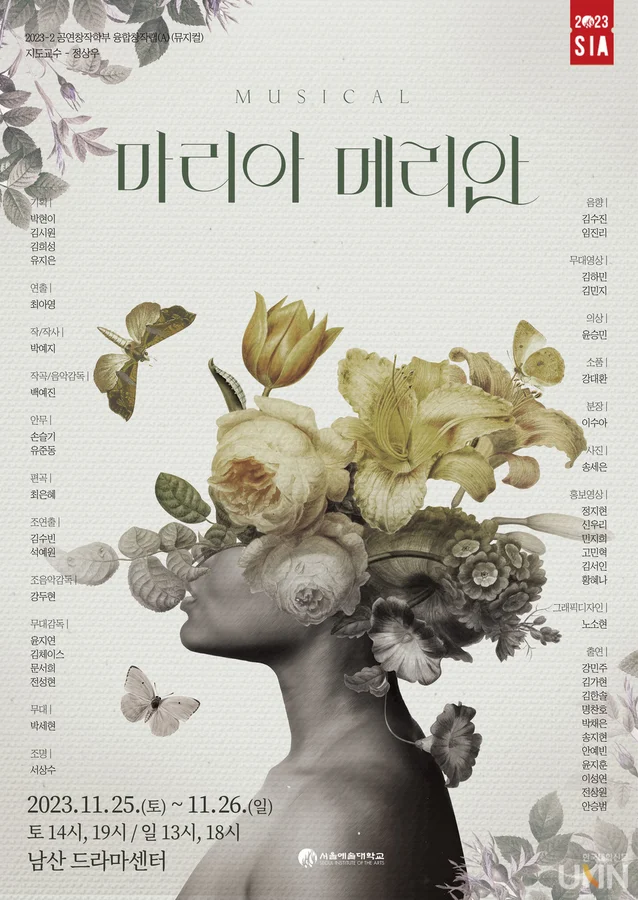 2023-2 공연창작학부 융합창작랩(A)(뮤지컬)
지도교수 - 정상우
2023
SIA
MUSICAL
마리아 메리안
기획 |
박현이
김시원
김희성
유지은
연출 |
최아영
작/작사 |
박예지
작곡/음악감독 |
백예진
안무 |
손슬기
유준동
편곡 |
최은혜
조연출 |
김수빈
석예원
조음악감독 |
강두현
무대감독 |
윤지연
김체이스
문서희
전성현
무대 |
박세현
조명 |
서상수
음향 |
김수진
임진리
무대영상 |
김하민
김민지
의상 |
윤승민
소품 |
강대환
분장 |
이수아
사진 |
송세은
홍보영상 |
정지현
신우리
민지희
고민혁
김서인
황혜나
그래픽디자인 |
노소현
출연 |
강민주
김가현
김한솔
명찬호
박채은
송지현
안예빈
윤지훈
이성연
전상원
안승범
2023.11.25.(토) ~ 11.26.(일)
토 14시, 19시 / 일 13시, 18시
남산 드라마센터
서울예술대학교
SEOUL INSTITUTE OF THE ARTS
한국대학신문
UNN